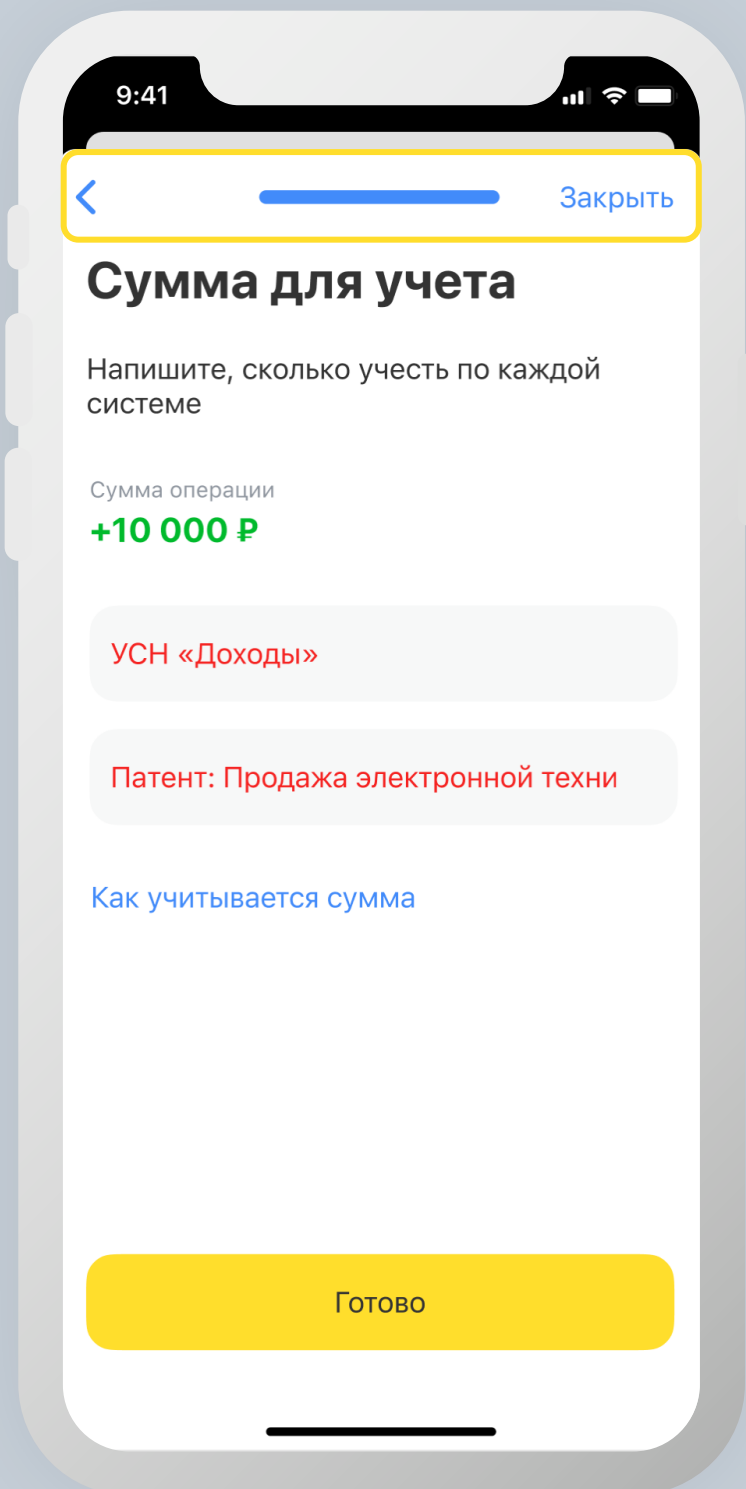 9:41
Закрыть
Сумма для учета
Напишите, сколько учесть по каждой
системе
Сумма операции
+10 000 ₽
УСН «Доходы»
Патент: Продажа электронной техни
Как учитывается сумма
Готово